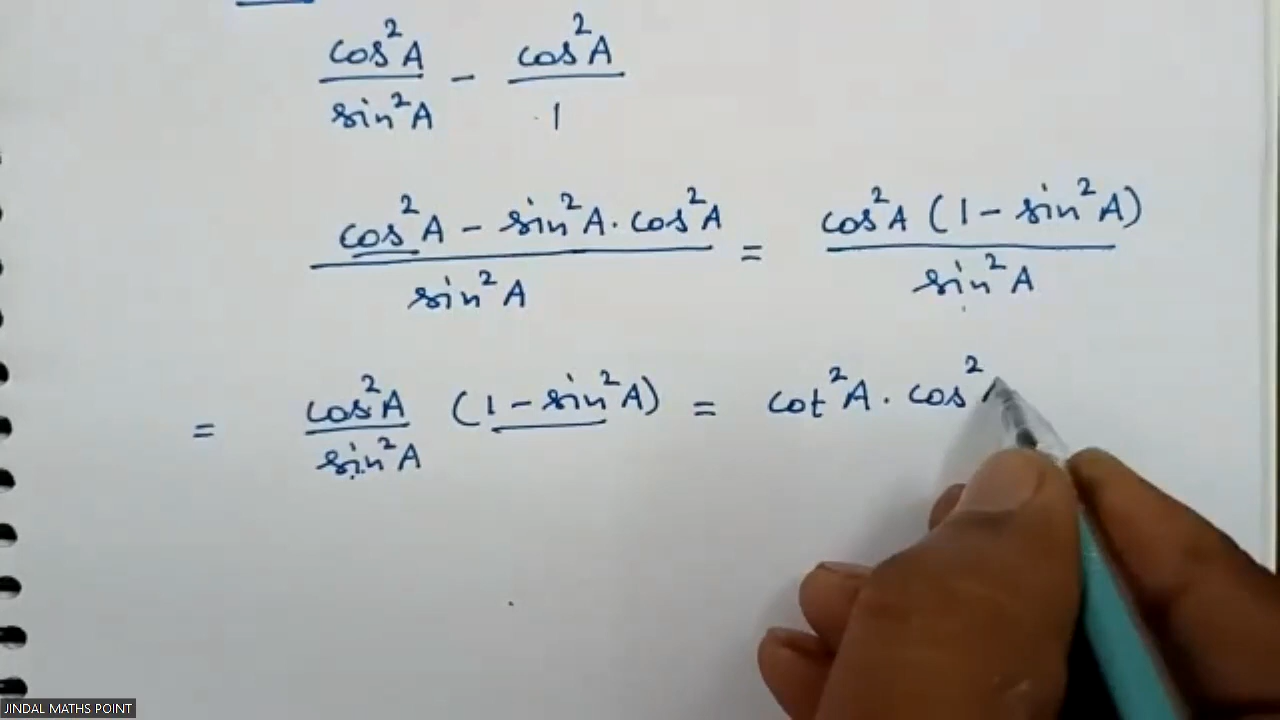 cos²A/sin²A - cos²A/1
cos²A - sin²A · cos²A/sin²A = cos²A (1 - sin²A)/sin²A
= cos²A/sin²A (1 - sin²A) = cot²A · cos²
JINDAL MATHS POINT